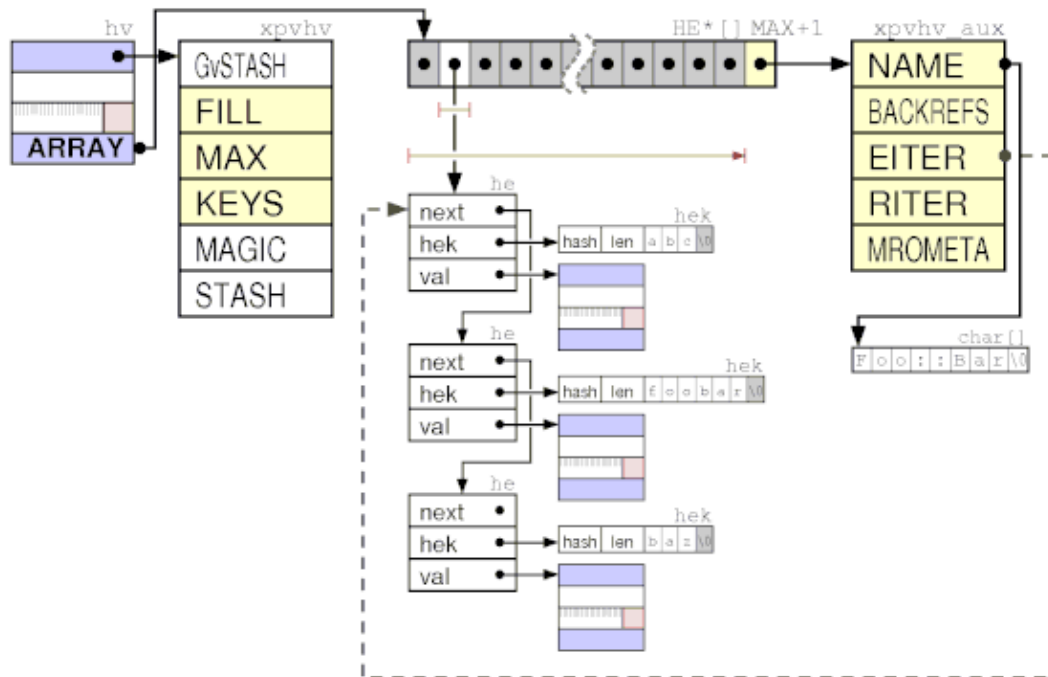 hv
xpvhv
HE*[] MAX+1
xpvhv_aux
GvSTASH
FILL
MAX
KEYS
MAGIC
STASH
ARRAY
NAME
BACKREFS
EITER
RITER
MROMETA
he
next
hek
val
hek
hash len a b c \0
he
next
hek
val
hek
hash len f o o b a r \0
he
next
hek
val
hek
hash len b a z \0
char[]
F o o : : B a r \0